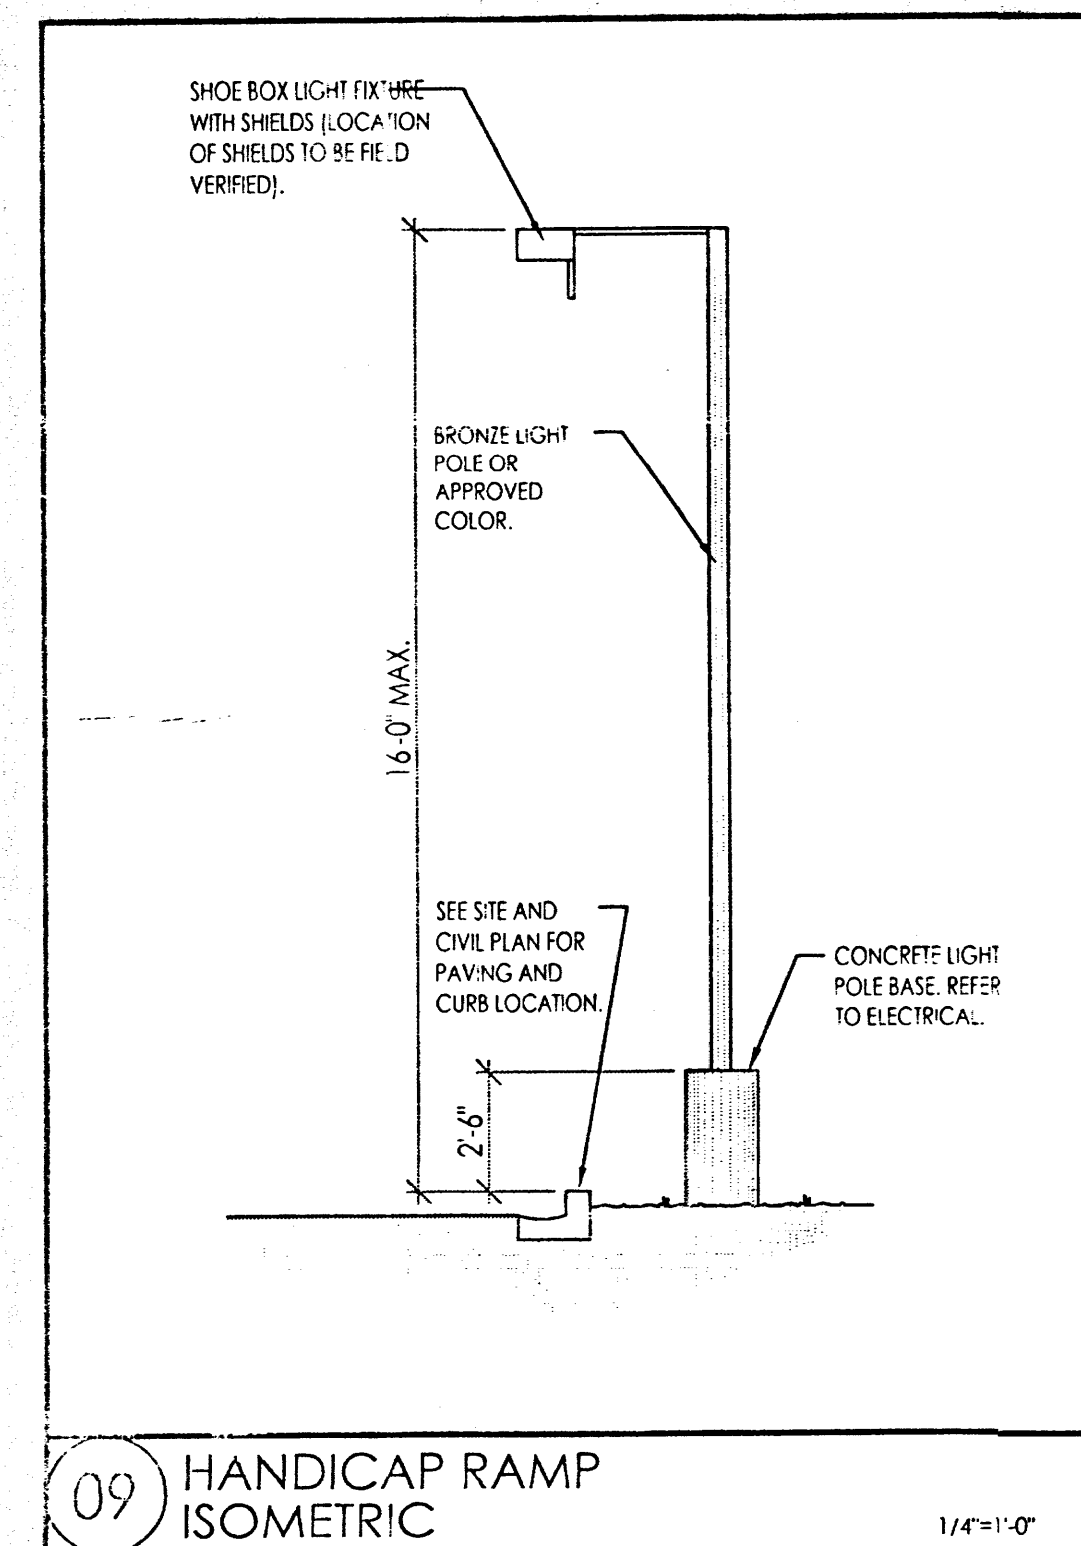 SHOE BOX LIGHT FIXTURE
WITH SHIELDS (LOCATION
OF SHIELDS TO BE FIELD
VERIFIED).
BRONZE LIGHT
POLE OR
APPROVED
COLOR.
16-0" MAX.
SEE SITE AND
CIVIL PLAN FOR
PAVING AND
CURB LOCATION.
CONCRETE LIGHT
POLE BASE. REFER
TO ELECTRICAL.
2'-6"
09
HANDICAP RAMP
ISOMETRIC
1/4"=1'-0"